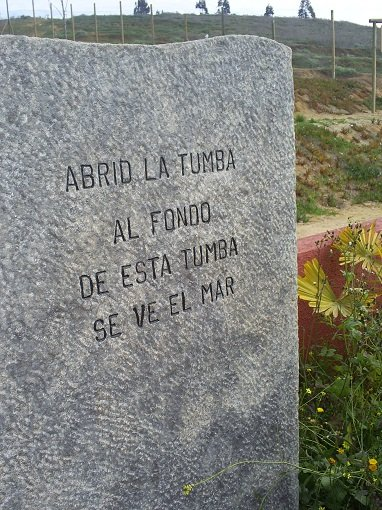 ABRID LA TUMBA
AL FONDO
DE ESTA TUMBA
SE VE EL MAR